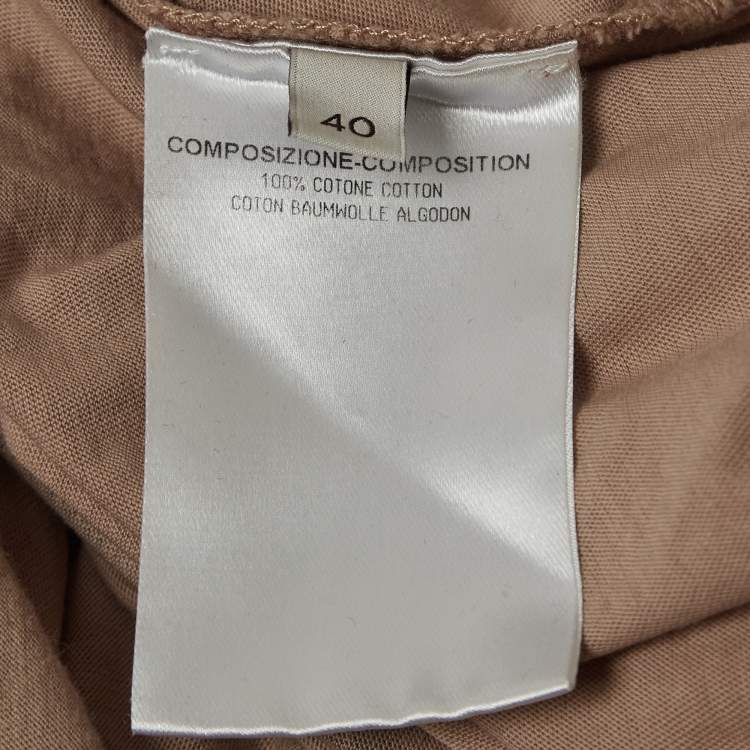 40
COMPOSIZIONE-COMPOSITION
100% COTONE COTTON
COTON BAUMWOLLE ALGODON